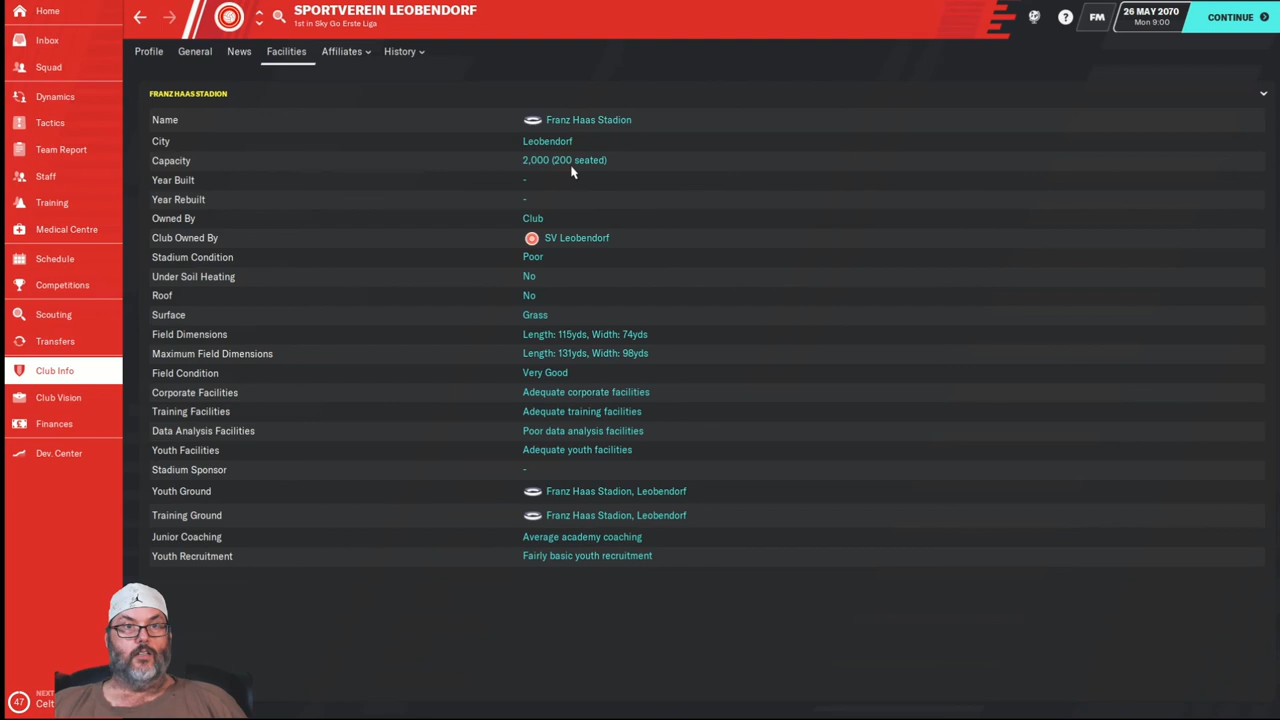 Home
Inbox
Squad
Dynamics
Tactics
Team Report
Staff
Training
Medical Centre
Schedule
Competitions
Scouting
Transfers
Club Info
Club Vision
Finances
Dev. Center
47
NEXT
Celt
SPORTVEREIN LEOBENDORF
1st in Sky Go Erste Liga
?
FM
26 MAY 2070
Mon 9:00
CONTINUE
Profile General News Facilities Affiliates History
FRANZ HAAS STADION
Name Franz Haas Stadion
City Leobendorf
Capacity 2,000 (200 seated)
Year Built -
Year Rebuilt -
Owned By Club
Club Owned By SV Leobendorf
Stadium Condition Poor
Under Soil Heating No
Roof No
Surface Grass
Field Dimensions Length: 115yds, Width: 74yds
Maximum Field Dimensions Length: 131yds, Width: 98yds
Field Condition Very Good
Corporate Facilities Adequate corporate facilities
Training Facilities Adequate training facilities
Data Analysis Facilities Poor data analysis facilities
Youth Facilities Adequate youth facilities
Stadium Sponsor -
Youth Ground Franz Haas Stadion, Leobendorf
Training Ground Franz Haas Stadion, Leobendorf
Junior Coaching Average academy coaching
Youth Recruitment Fairly basic youth recruitment